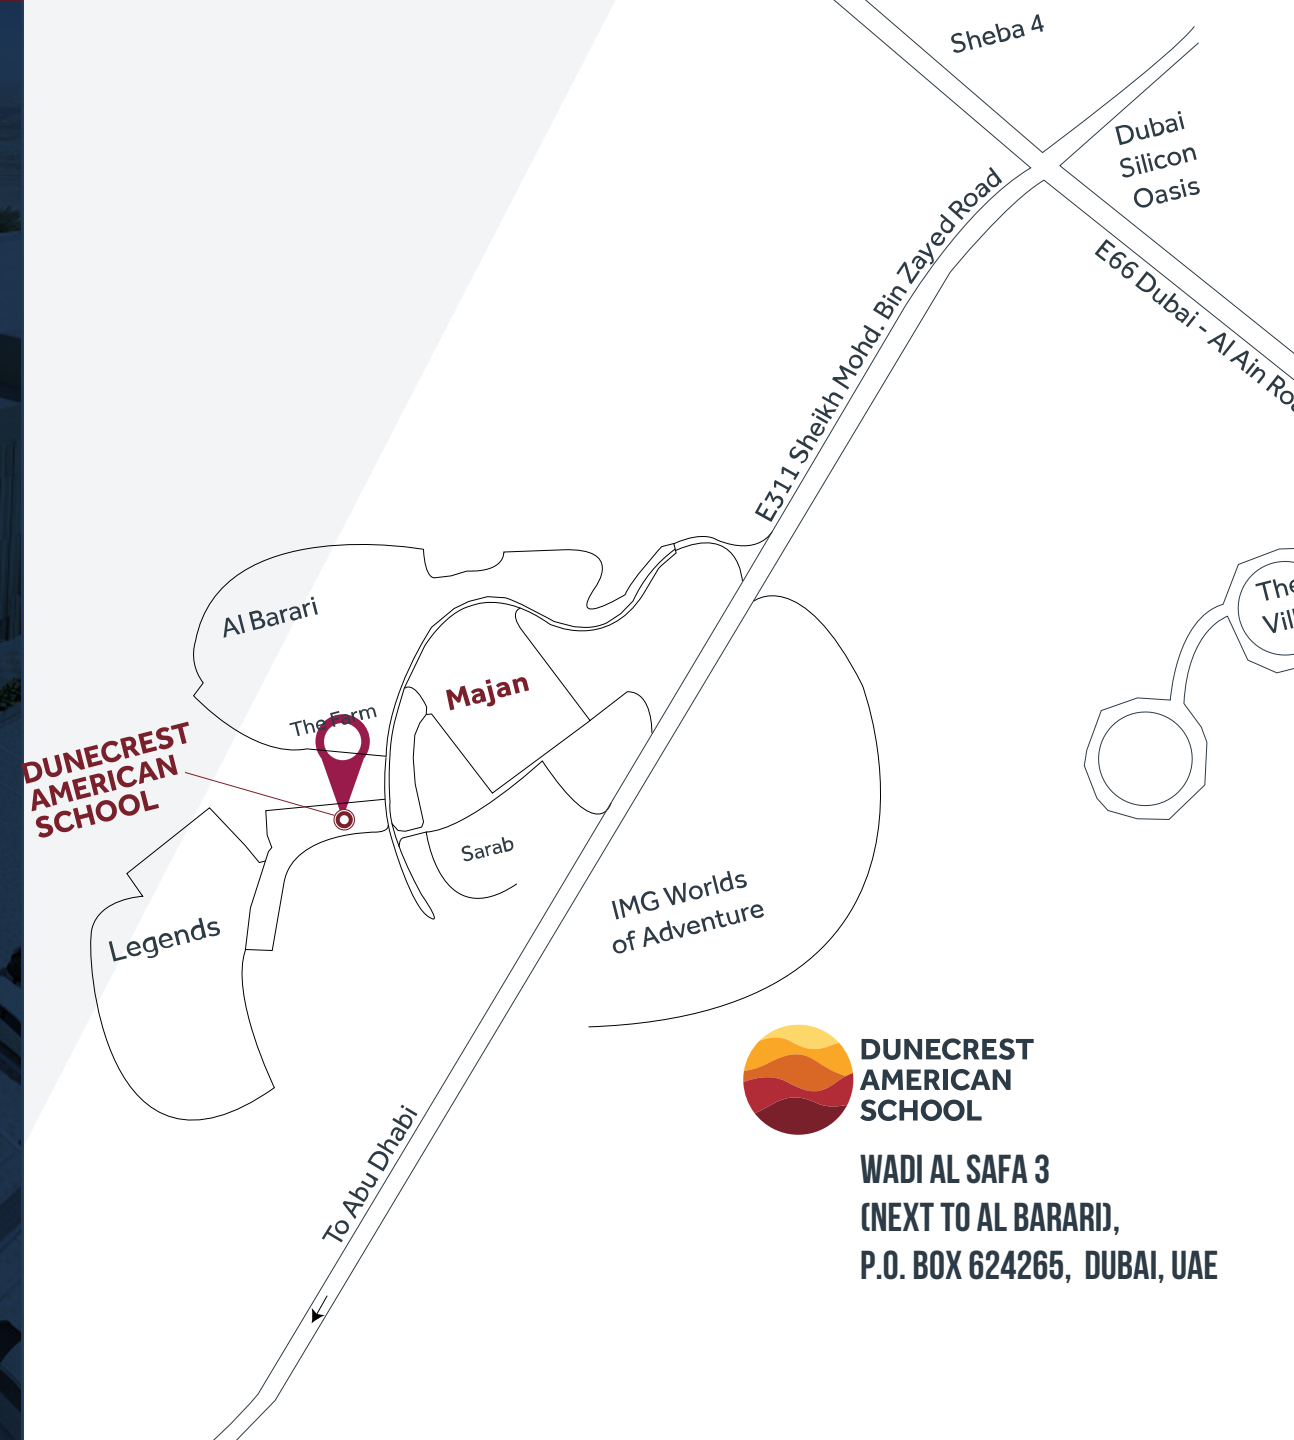 Sheba 4
Dubai
Silicon
Oasis
E311 Sheikh Mohd. Bin Zayed Road
E66 Dubai - Al Ain
The
Al Barari
Majan
The Farm
DUNECREST
AMERICAN
SCHOOL
Sarab
IMG Worlds
of Adventure
Legends
To Abu Dhabi
DUNECREST
AMERICAN
SCHOOL
WADI AL SAFA 3
(NEXT TO AL BARARI),
P.O. BOX 624265, DUBAI, UAE